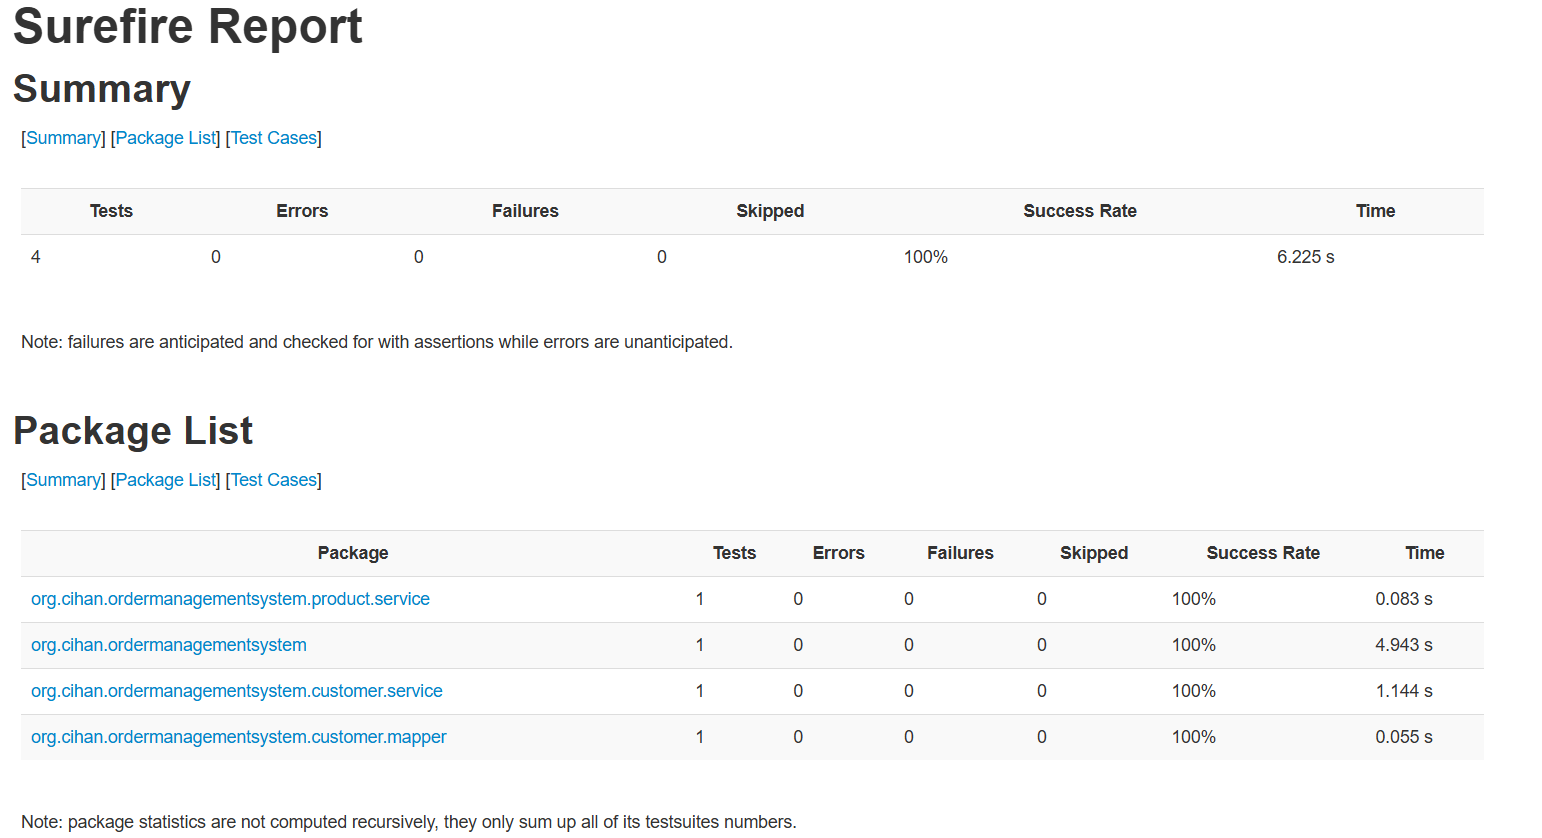 Surefire Report
Summary
[Summary] [Package List] [Test Cases]
Tests Errors Failures Skipped Success Rate Time
4 0 0 0 100% 6.225 s
Note: failures are anticipated and checked for with assertions while errors are unanticipated.
Package List
[Summary] [Package List] [Test Cases]
Package Tests Errors Failures Skipped Success Rate Time
org.cihan.ordermanagementsystem.product.service 1 0 0 0 100% 0.083 s
org.cihan.ordermanagementsystem 1 0 0 0 100% 4.943 s
org.cihan.ordermanagementsystem.customer.service 1 0 0 0 100% 1.144 s
org.cihan.ordermanagementsystem.customer.mapper 1 0 0 0 100% 0.055 s
Note: package statistics are not computed recursively, they only sum up all of its testsuites numbers.